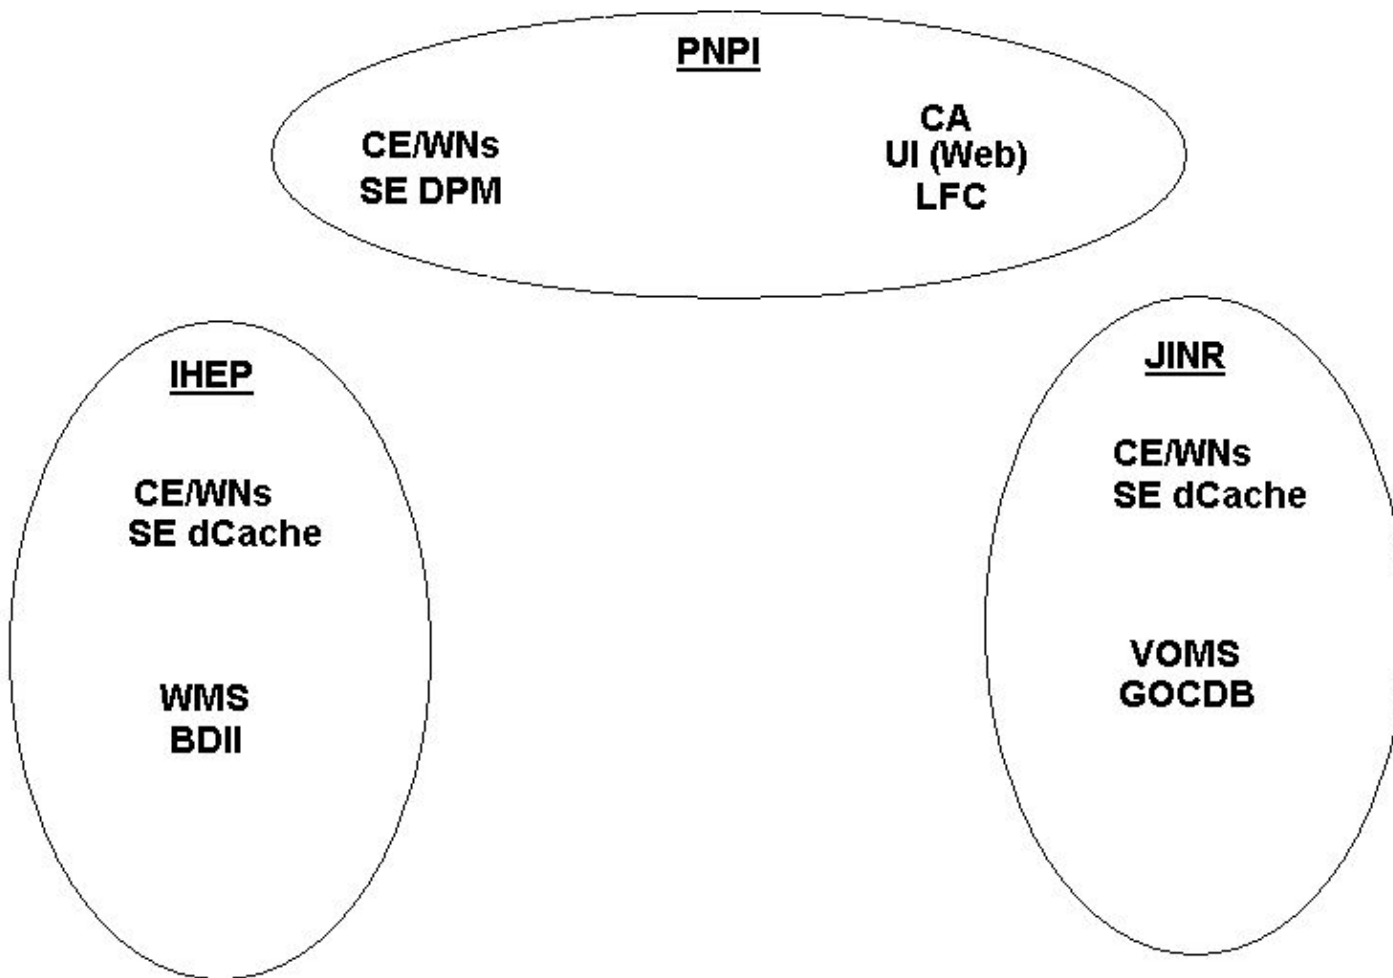 PNPI
CE/WNs
SE DPM
CA
UI (Web)
LFC
IHEP
CE/WNs
SE dCache
WMS
BDII
JINR
CE/WNs
SE dCache
VOMS
GOCDB